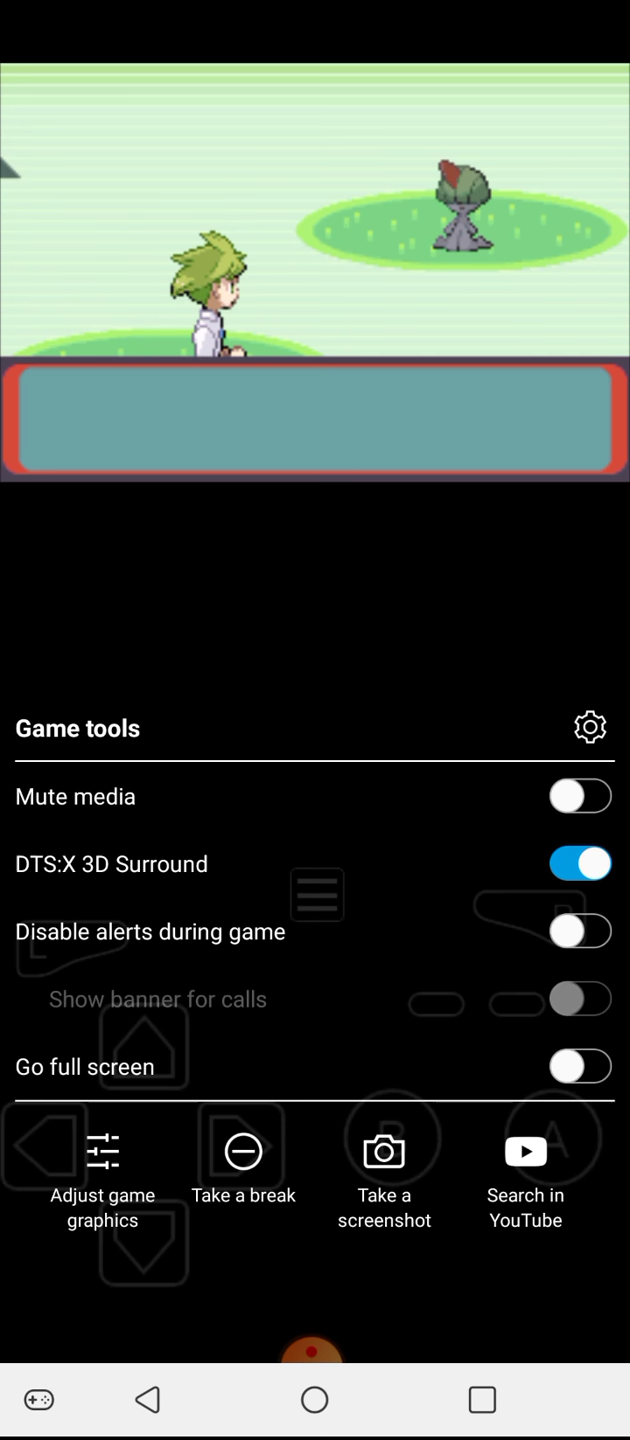 Game tools
Mute media
DTS:X 3D Surround
Disable alerts during game
Show banner for calls
Go full screen
Adjust game
graphics
Take a break
Take a
screenshot
Search in
YouTube
L
R
B
A